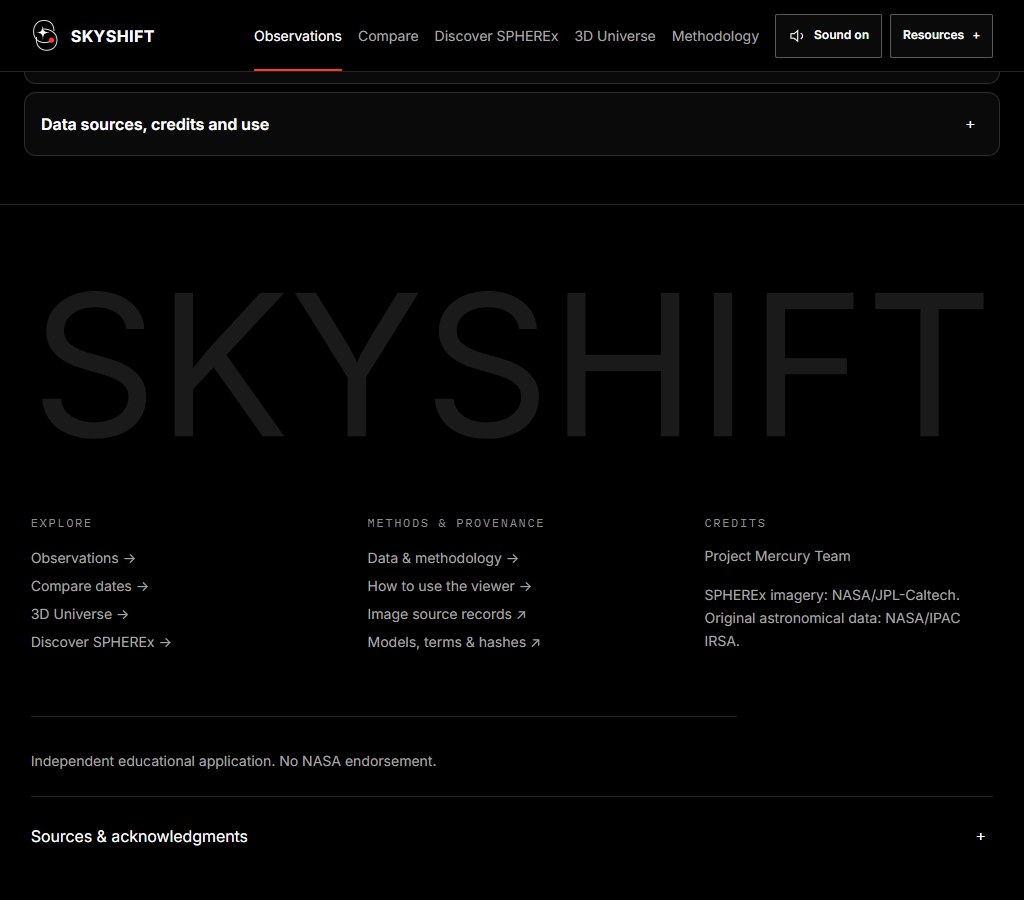 SKYSHIFT
Observations
Compare
Discover SPHEREx
3D Universe
Methodology
Sound on
Resources +
Data sources, credits and use +
SKYSHIFT
EXPLORE
Observations →
Compare dates →
3D Universe →
Discover SPHEREx →
METHODS & PROVENANCE
Data & methodology →
How to use the viewer →
Image source records ↗
Models, terms & hashes ↗
CREDITS
Project Mercury Team
SPHEREx imagery: NASA/JPL-Caltech.
Original astronomical data: NASA/IPAC
IRSA.
Independent educational application. No NASA endorsement.
Sources & acknowledgments +